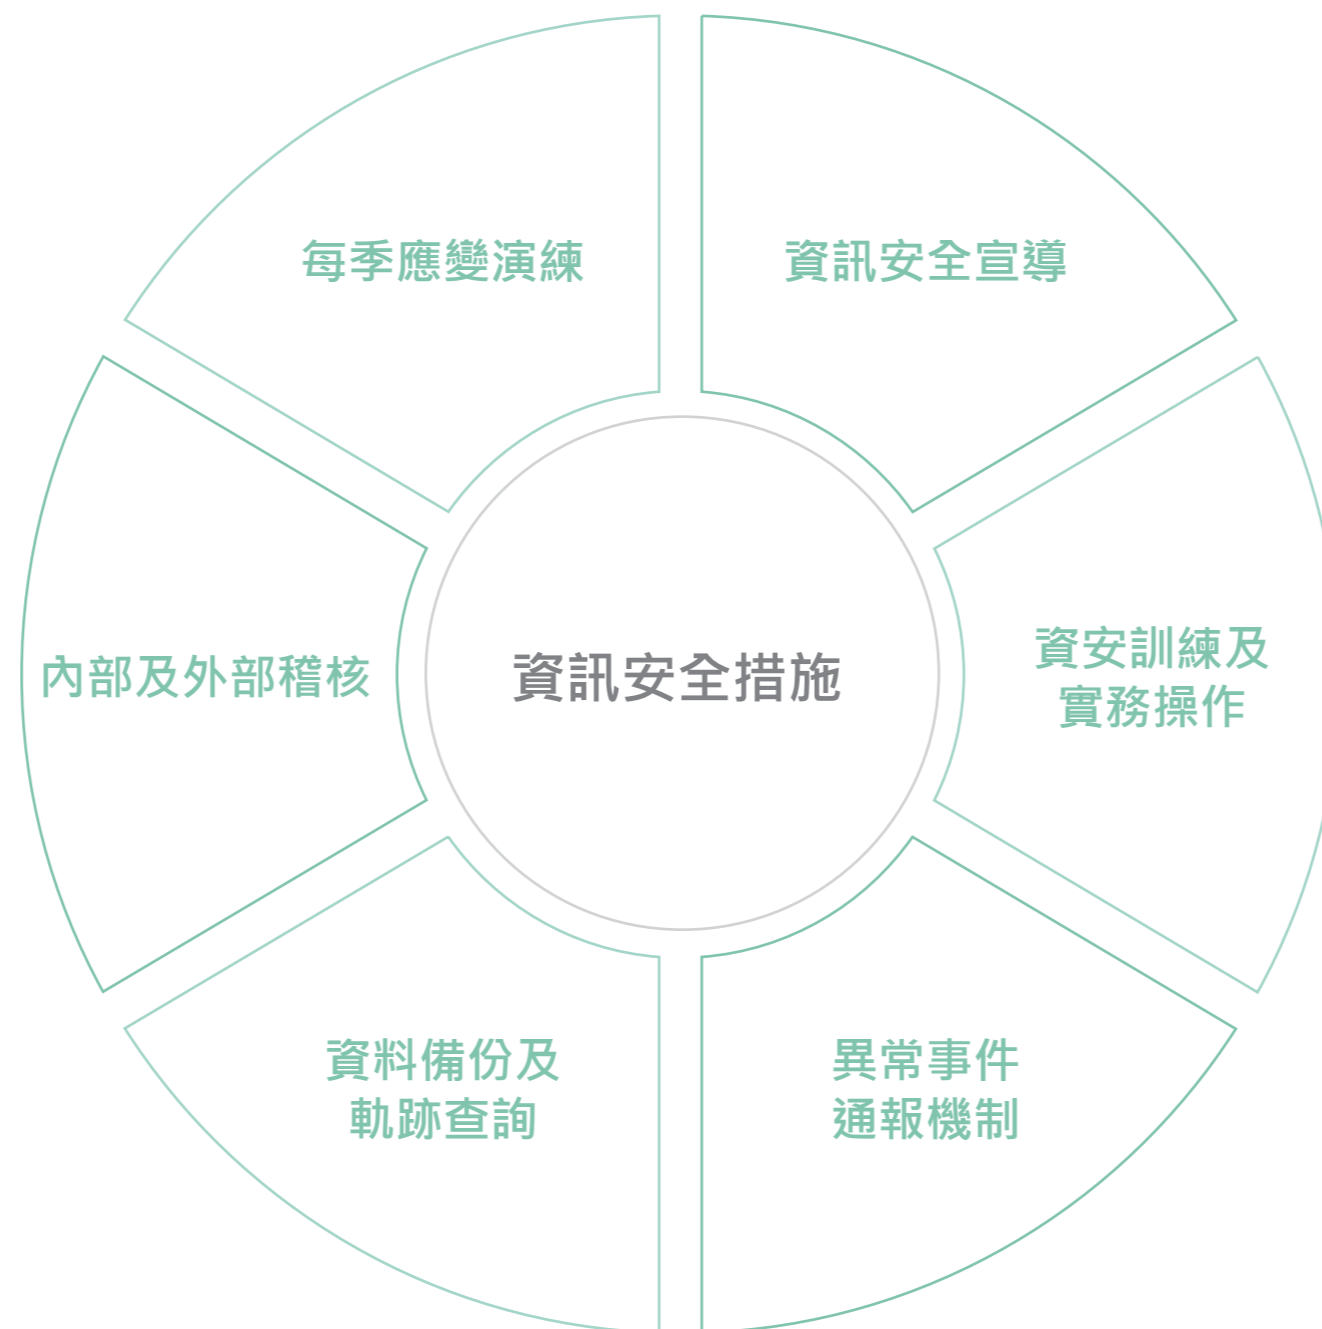 每季應變演練
資訊安全宣導
內部及外部稽核
資訊安全措施
資安訓練及
實務操作
資料備份及
軌跡查詢
異常事件
通報機制